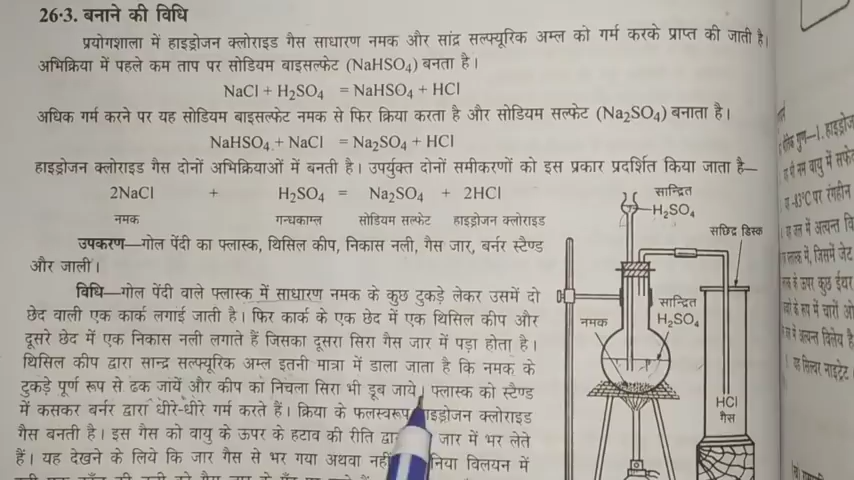 26·3. बनाने की विधि
प्रयोगशाला में हाइड्रोजन क्लोराइड गैस साधारण नमक और सांद्र सल्फ्यूरिक अम्ल को गर्म करके प्राप्त की जाती है।
अभिक्रिया में पहले कम ताप पर सोडियम बाइसल्फेट (NaHSO₄) बनता है।
NaCl + H₂SO₄ = NaHSO₄ + HCl
अधिक गर्म करने पर यह सोडियम बाइसल्फेट नमक से फिर क्रिया करता है और सोडियम सल्फेट (Na₂SO₄) बनाता है।
NaHSO₄ + NaCl = Na₂SO₄ + HCl
हाइड्रोजन क्लोराइड गैस दोनों अभिक्रियाओं में बनती है। उपर्युक्त दोनों समीकरणों को इस प्रकार प्रदर्शित किया जाता है—
2NaCl + H₂SO₄ = Na₂SO₄ + 2HCl
नमक गन्धकाम्ल सोडियम सल्फेट हाइड्रोजन क्लोराइड
उपकरण—गोल पेंदी का फ्लास्क, थिसिल कीप, निकास नली, गैस जार, बर्नर स्टैण्ड
और जाली।
विधि—गोल पेंदी वाले फ्लास्क में साधारण नमक के कुछ टुकड़े लेकर उसमें दो
छेद वाली एक कार्क लगाई जाती है। फिर कार्क के एक छेद में एक थिसिल कीप और
दूसरे छेद में एक निकास नली लगाते हैं जिसका दूसरा सिरा गैस जार में पड़ा होता है।
थिसिल कीप द्वारा सान्द्र सल्फ्यूरिक अम्ल इतनी मात्रा में डाला जाता है कि नमक के
टुकड़े पूर्ण रूप से ढक जायें और कीप को निचला सिरा भी डूब जाये। फ्लास्क को स्टैण्ड
में कसकर बर्नर द्वारा धीरे-धीरे गर्म करते हैं। क्रिया के फलस्वरूप हाइड्रोजन क्लोराइड
गैस बनती है। इस गैस को वायु के ऊपर के हटाव की रीति जार में भर लेते
हैं। यह देखने के लिये कि जार गैस से भर गया अथवा नहीं विलयन में
सान्द्रित
H₂SO₄
सछिद्र डिस्क
सान्द्रित
H₂SO₄
नमक
HCl
गैस